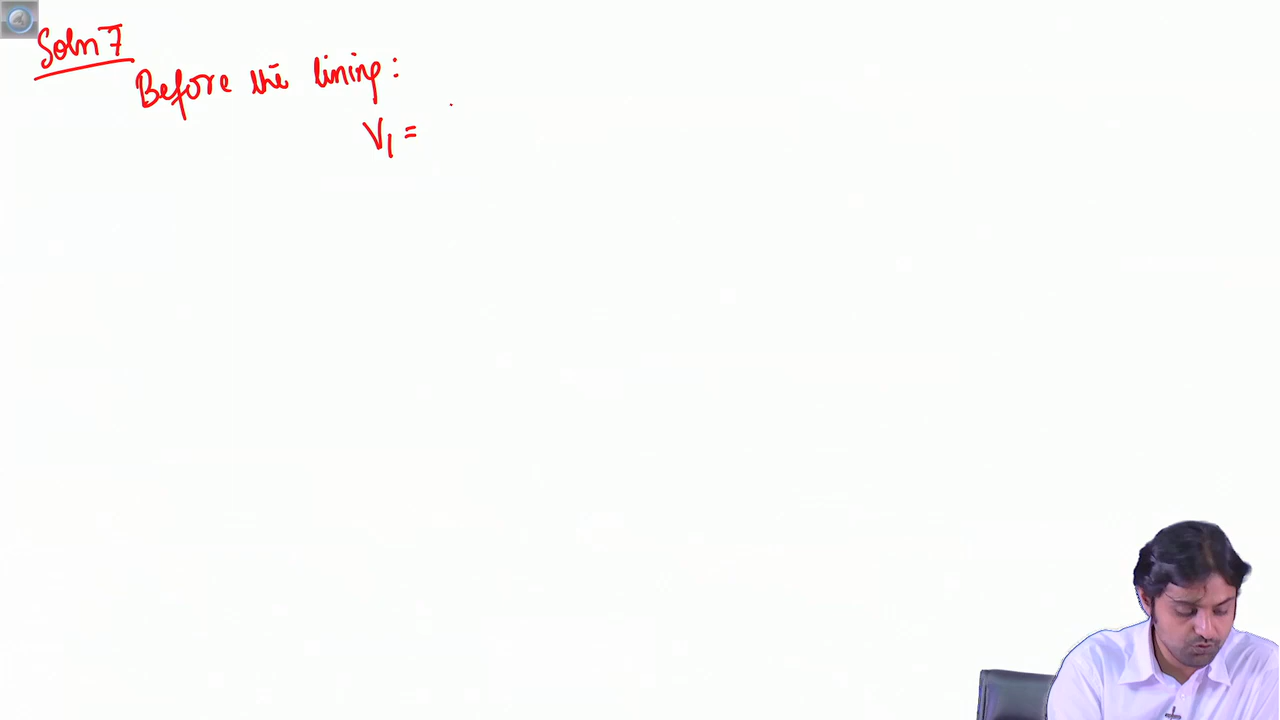 Soln 7
Before the lining:
V₁ =